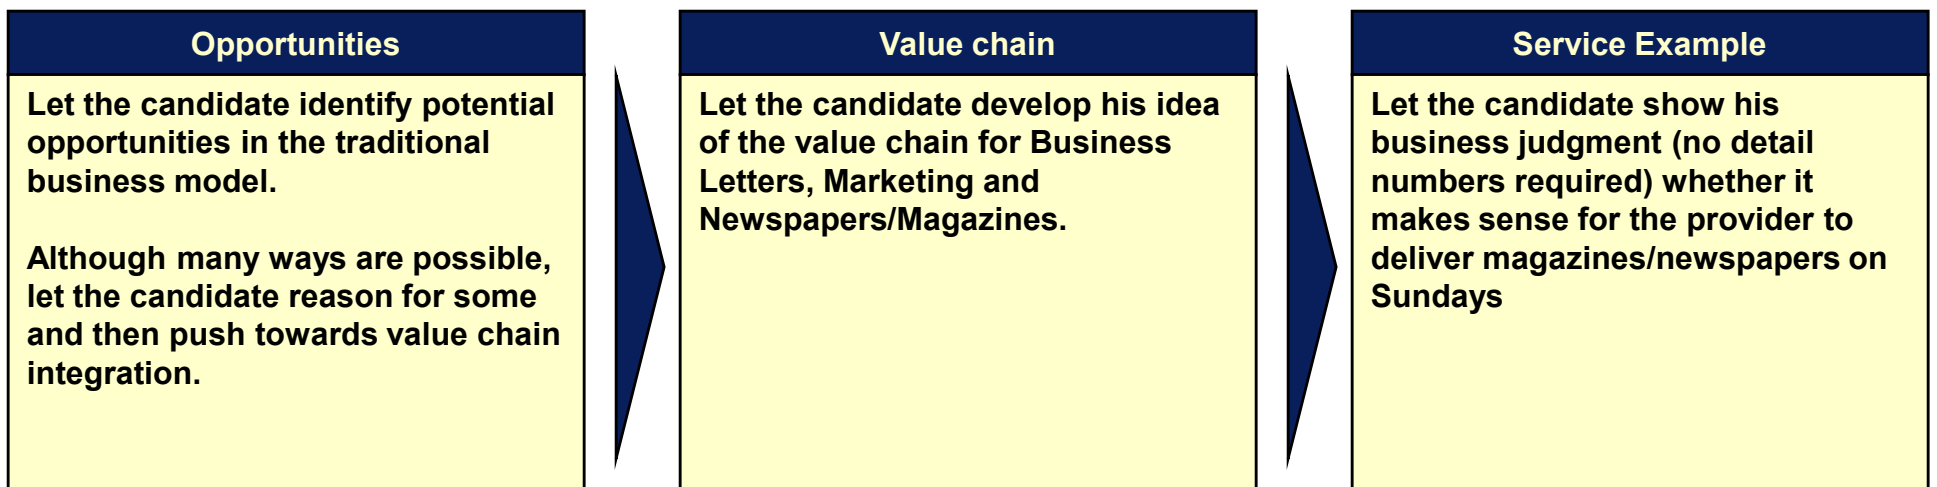 Opportunities
Let the candidate identify potential
opportunities in the traditional
business model.
Although many ways are possible,
let the candidate reason for some
and then push towards value chain
integration.
Value chain
Let the candidate develop his idea
of the value chain for Business
Letters, Marketing and
Newspapers/Magazines.
Service Example
Let the candidate show his
business judgment (no detail
numbers required) whether it
makes sense for the provider to
deliver magazines/newspapers on
Sundays